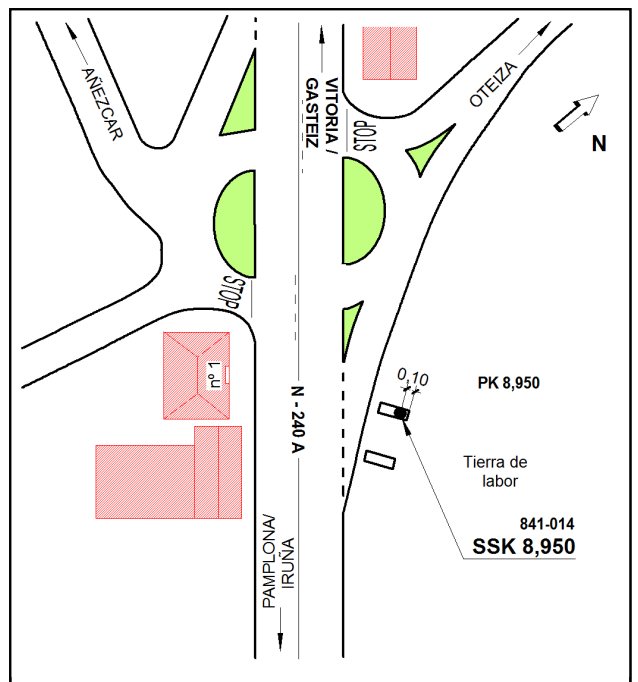 AÑEZCAR
VITORIA /
GASTEIZ
STOP
OTEIZA
N
STOP
nº 1
N - 240 A
0,10
PK 8,950
Tierra de
labor
841-014
SSK 8,950
PAMPLONA/
IRUÑA